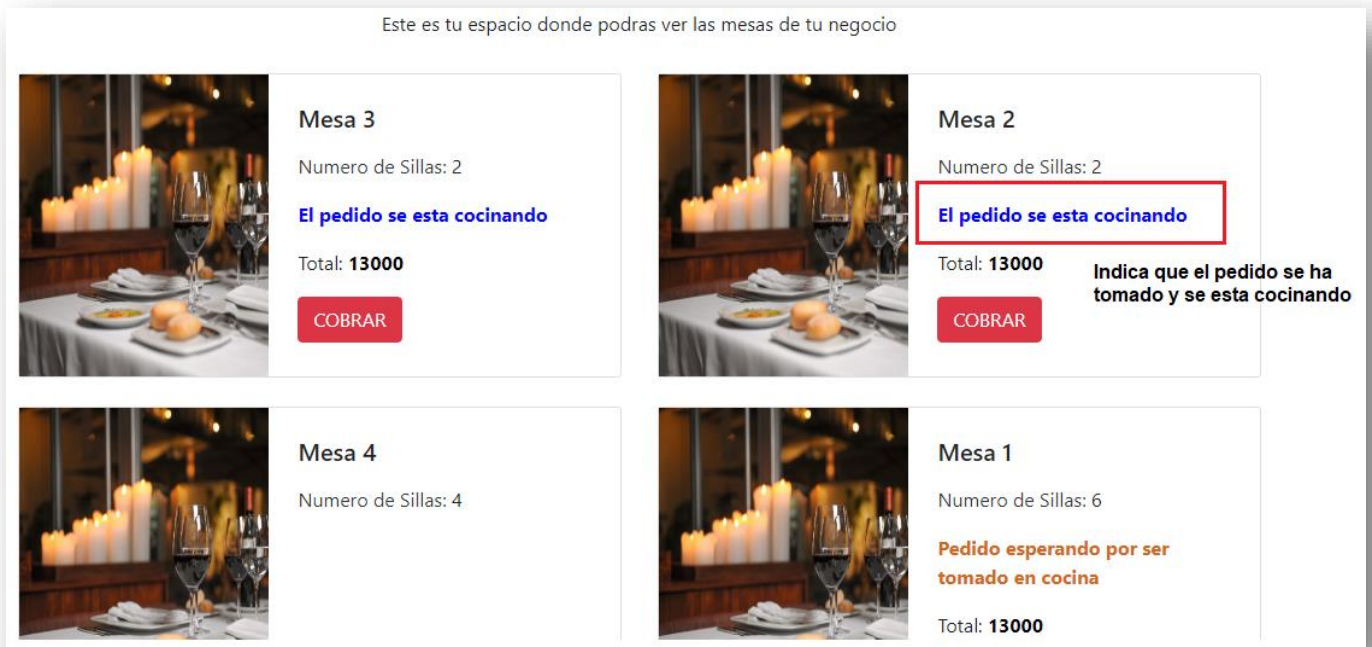 Este es tu espacio donde podras ver las mesas de tu negocio
Mesa 3
Numero de Sillas: 2
El pedido se esta cocinando
Total: 13000
COBRAR
Mesa 2
Numero de Sillas: 2
El pedido se esta cocinando
Total: 13000
COBRAR
Indica que el pedido se ha
tomado y se esta cocinando
Mesa 4
Numero de Sillas: 4
Mesa 1
Numero de Sillas: 6
Pedido esperando por ser
tomado en cocina
Total: 13000